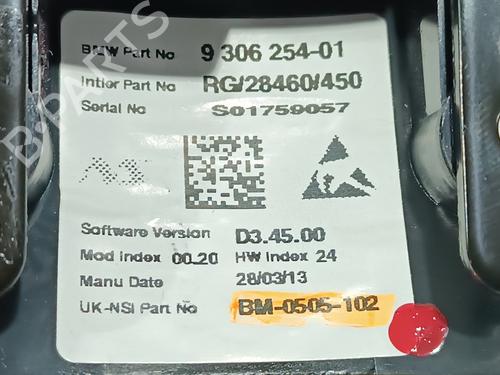 BMW Part No 9 306 254-01
Intier Part No RG/28460/450
Serial No S01759057
Software Version D3.45.00
Mod Index 00.20 HW Index 24
Manu Date 28/03/13
UK-NSI Part No BM-0505-102
B-PARTS